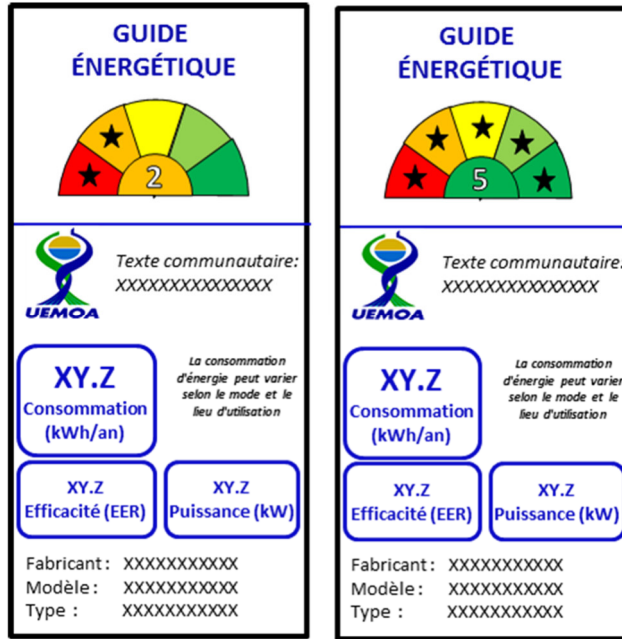 GUIDE
ÉNERGÉTIQUE
2
UEMOA
Texte communautaire:
XXXXXXXXXXXXXXX
XY.Z
Consommation
(kWh/an)
La consommation
d'énergie peut varier
selon le mode et le
lieu d'utilisation
XY.Z
Efficacité (EER)
XY.Z
Puissance (kW)
Fabricant: XXXXXXXXXXX
Modèle: XXXXXXXXXXX
Type: XXXXXXXXXXX
GUIDE
ÉNERGÉTIQUE
5
UEMOA
Texte communautaire:
XXXXXXXXXXXXXXX
XY.Z
Consommation
(kWh/an)
La consommation
d'énergie peut varier
selon le mode et le
lieu d'utilisation
XY.Z
Efficacité (EER)
XY.Z
Puissance (kW)
Fabricant: XXXXXXXXXXX
Modèle: XXXXXXXXXXX
Type: XXXXXXXXXXX